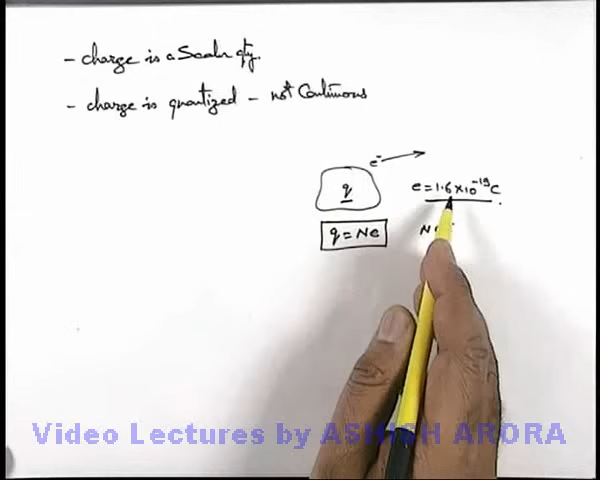 - charge is a Scalar qty.
- charge is quantized - not Continuous
e⁻
q
e = 1.6 × 10⁻¹⁹ C
q = Ne
N
Video Lectures by ASHISH ARORA